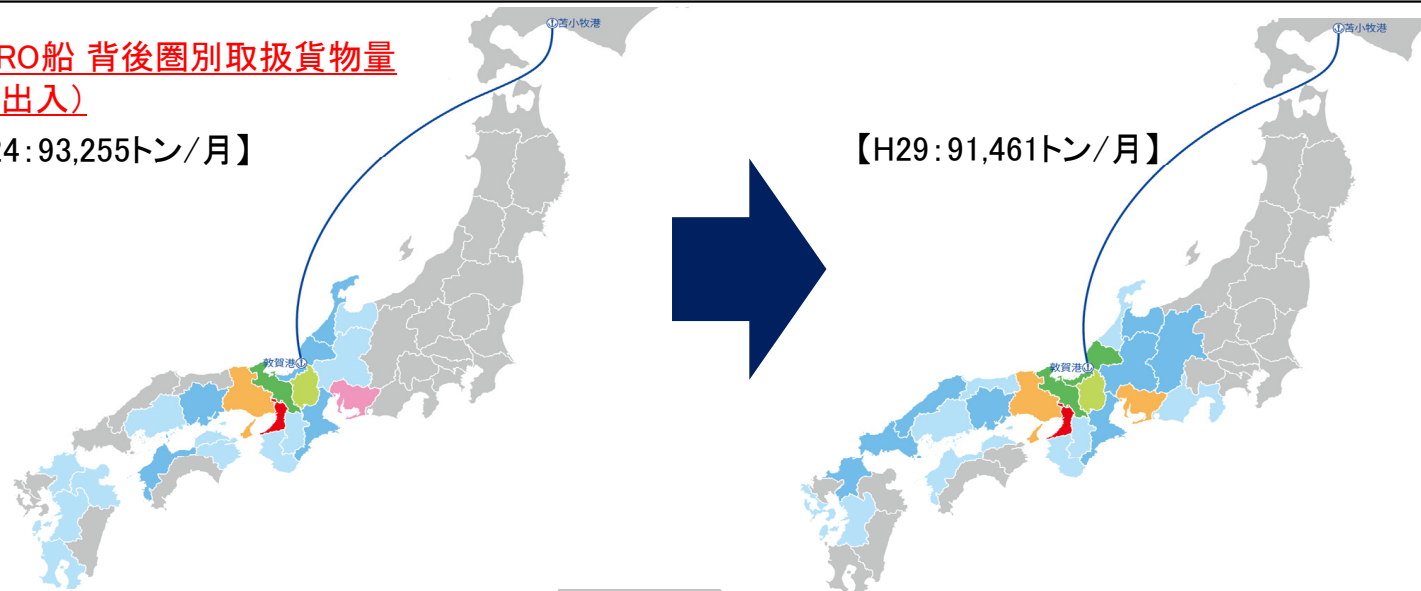 RO船 背後圏別取扱貨物量
出入）
24：93,255トン/月】
苫小牧港
敦賀港
【H29：91,461トン/月】
苫小牧港
敦賀港